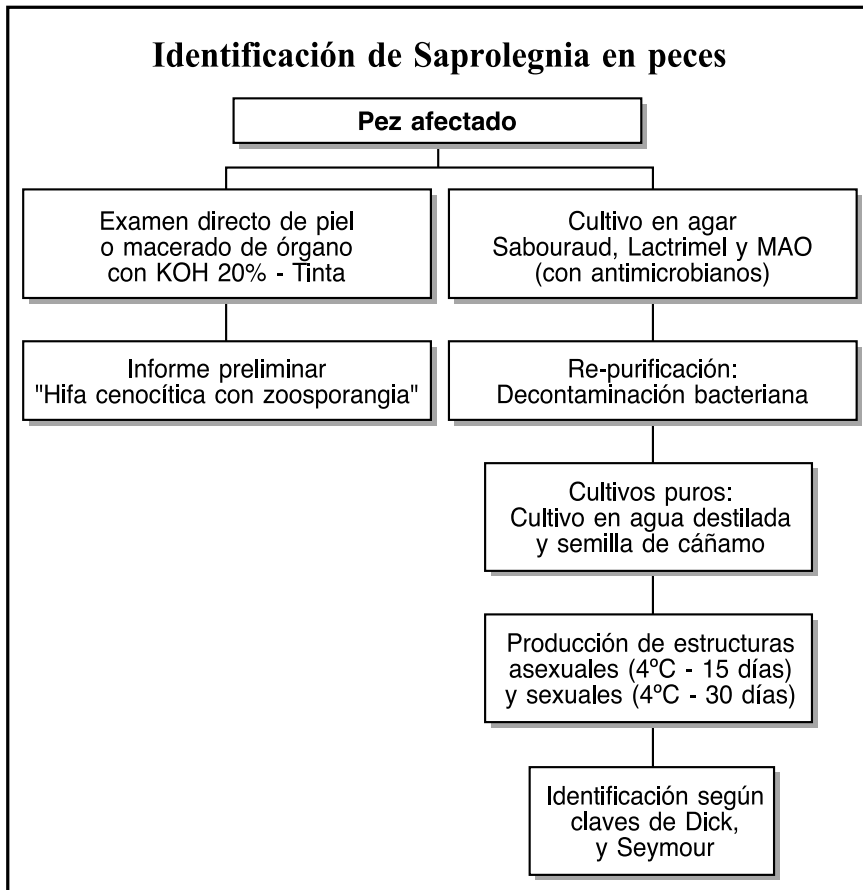 Identificación de Saprolegnia en peces
Pez afectado
Examen directo de piel
o macerado de órgano
con KOH 20% - Tinta
Informe preliminar
"Hifa cenocítica con zoosporangia"
Cultivo en agar
Sabouraud, Lactrimel y MAO
(con antimicrobianos)
Re-purificación:
Decontaminación bacteriana
Cultivos puros:
Cultivo en agua destilada
y semilla de cáñamo
Producción de estructuras
asexuales (4ºC - 15 días)
y sexuales (4ºC - 30 días)
Identificación según
claves de Dick,
y Seymour